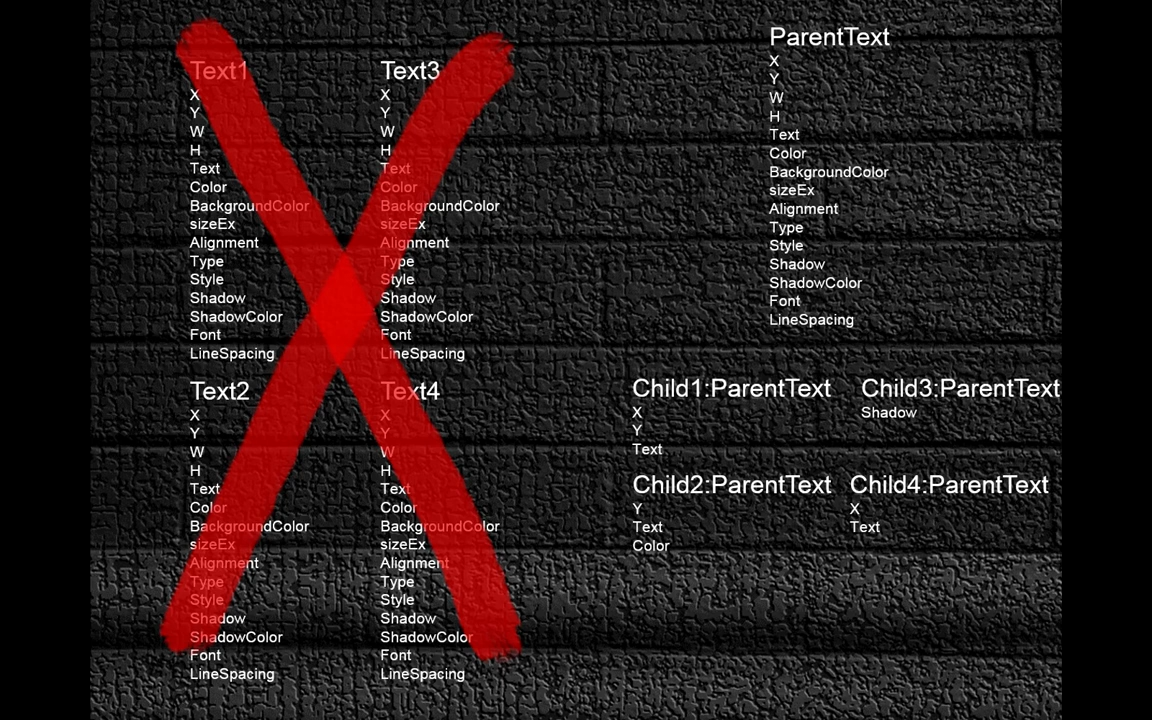 Text1
X
Y
W
H
Text
Color
BackgroundColor
sizeEx
Alignment
Type
Style
Shadow
ShadowColor
Font
LineSpacing
Text2
X
Y
W
H
Text
Color
BackgroundColor
sizeEx
Alignment
Type
Style
Shadow
ShadowColor
Font
LineSpacing
Text3
X
Y
W
H
Text
Color
BackgroundColor
sizeEx
Alignment
Type
Style
Shadow
ShadowColor
Font
LineSpacing
Text4
X
Y
W
H
Text
Color
BackgroundColor
sizeEx
Alignment
Type
Style
Shadow
ShadowColor
Font
LineSpacing
ParentText
X
Y
W
H
Text
Color
BackgroundColor
sizeEx
Alignment
Type
Style
Shadow
ShadowColor
Font
LineSpacing
Child1:ParentText
X
Y
Text
Child2:ParentText
Y
Text
Color
Child3:ParentText
Shadow
Child4:ParentText
X
Text